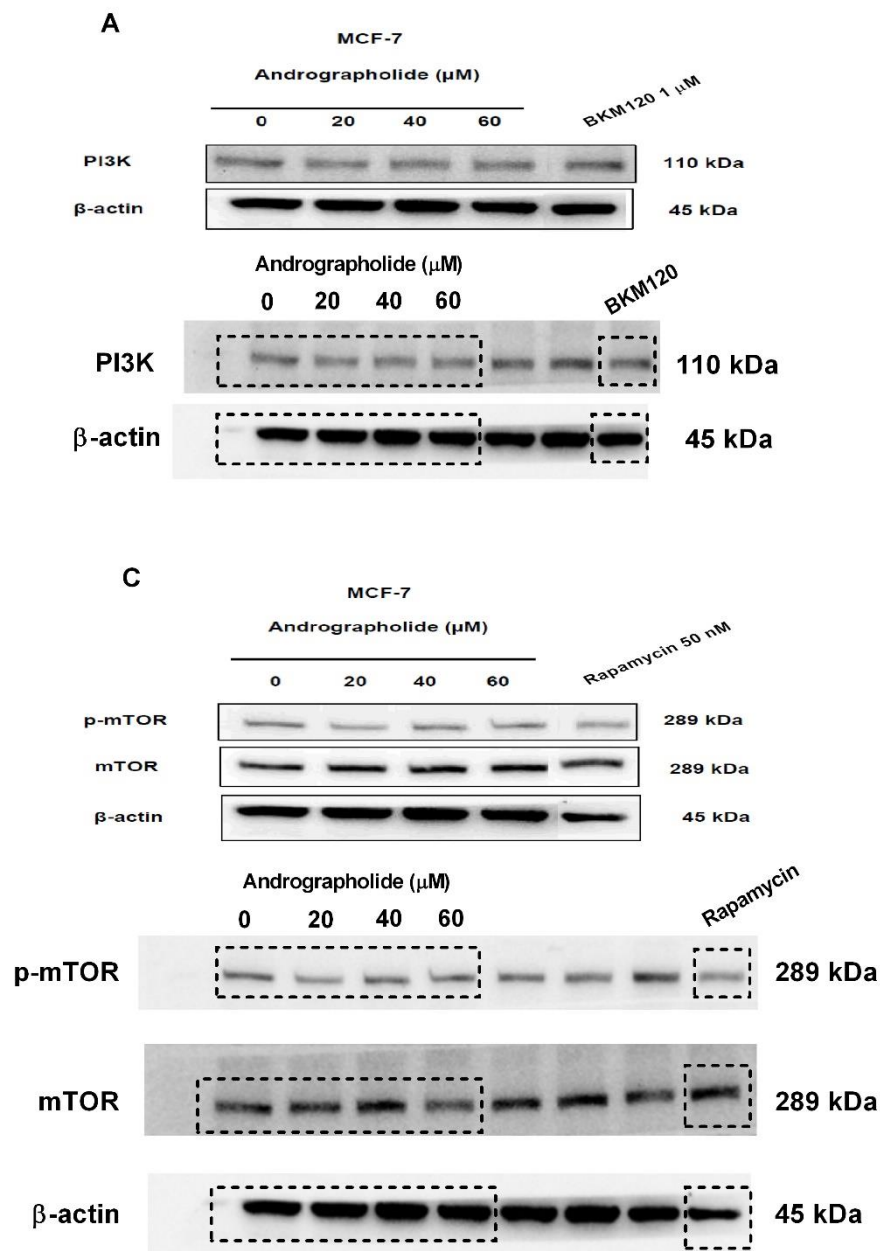 A
MCF-7
Andrographolide (µM)
0 20 40 60 BKM120 1 µM
PI3K 110 kDa
β-actin 45 kDa
Andrographolide (µM)
0 20 40 60 BKM120
PI3K 110 kDa
β-actin 45 kDa
C
MCF-7
Andrographolide (µM)
0 20 40 60 Rapamycin 50 nM
p-mTOR 289 kDa
mTOR 289 kDa
β-actin 45 kDa
Andrographolide (µM)
0 20 40 60 Rapamycin
p-mTOR 289 kDa
mTOR 289 kDa
β-actin 45 kDa